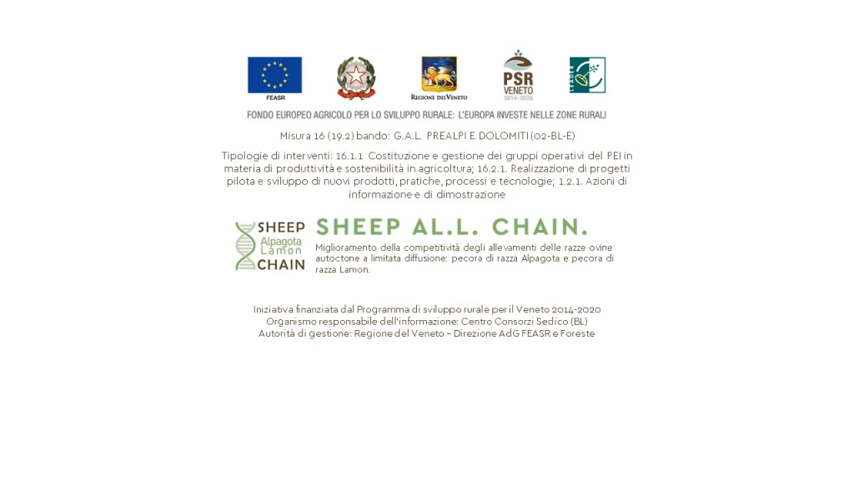 FEASR
REGIONE DEL VENETO
PSR
VENETO
2014-2020
LEADER
FONDO EUROPEO AGRICOLO PER LO SVILUPPO RURALE: L'EUROPA INVESTE NELLE ZONE RURALI
Misura 16 (19.2) bando: G.A.L. PREALPI E DOLOMITI (02-BL-E)
Tipologie di interventi: 16.1.1 Costituzione e gestione dei gruppi operativi del PEI in
materia di produttività e sostenibilità in agricoltura; 16.2.1. Realizzazione di progetti
pilota e sviluppo di nuovi prodotti, pratiche, processi e tecnologie; 1.2.1. Azioni di
informazione e di dimostrazione
SHEEP
Alpagota
Lamon
CHAIN
SHEEP AL.L. CHAIN.
Miglioramento della competitività degli allevamenti delle razze ovine
autoctone a limitata diffusione: pecora di razza Alpagota e pecora di
razza Lamon.
Iniziativa finanziata dal Programma di sviluppo rurale per il Veneto 2014-2020
Organismo responsabile dell'informazione: Centro Consorzi Sedico (BL)
Autorità di gestione: Regione del Veneto – Direzione AdG FEASR e Foreste